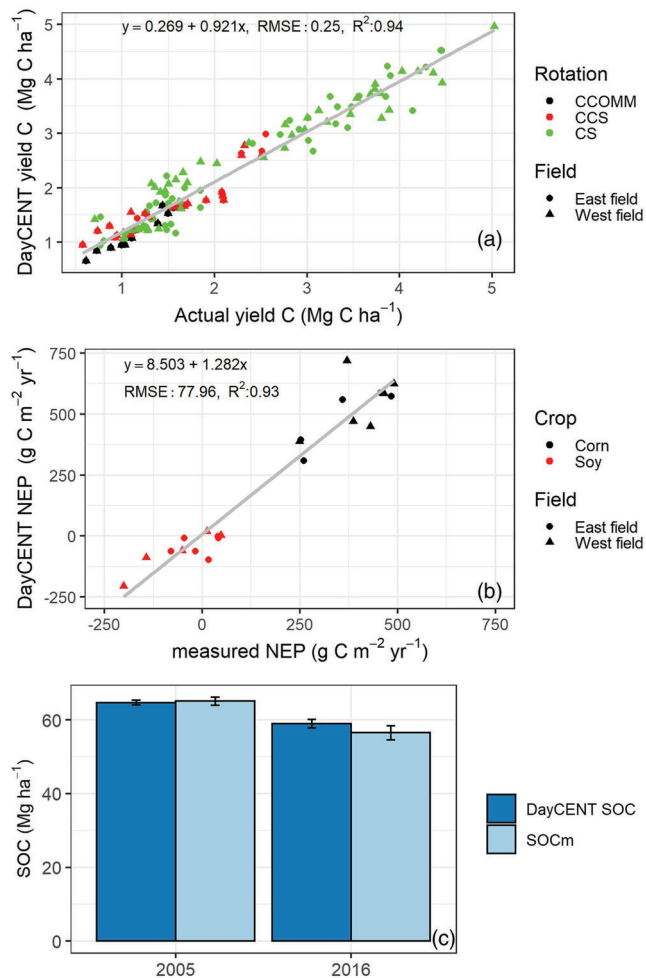 y = 0.269 + 0.921x, RMSE: 0.25, R²:0.94
DayCENT yield C (Mg C ha⁻¹)
5
4
3
2
1
1 2 3 4 5
Actual yield C (Mg C ha⁻¹)
(a)
Rotation
CCOMM
CCS
CS
Field
East field
West field
y = 8.503 + 1.282x
RMSE: 77.96, R²:0.93
DayCENT NEP (g C m⁻² yr⁻¹)
750
500
250
0
-250
-250 0 250 500 750
measured NEP (g C m⁻² yr⁻¹)
(b)
Crop
Corn
Soy
Field
East field
West field
SOC (Mg ha⁻¹)
60
40
20
0
2005 2016
(c)
DayCENT SOC
SOCm